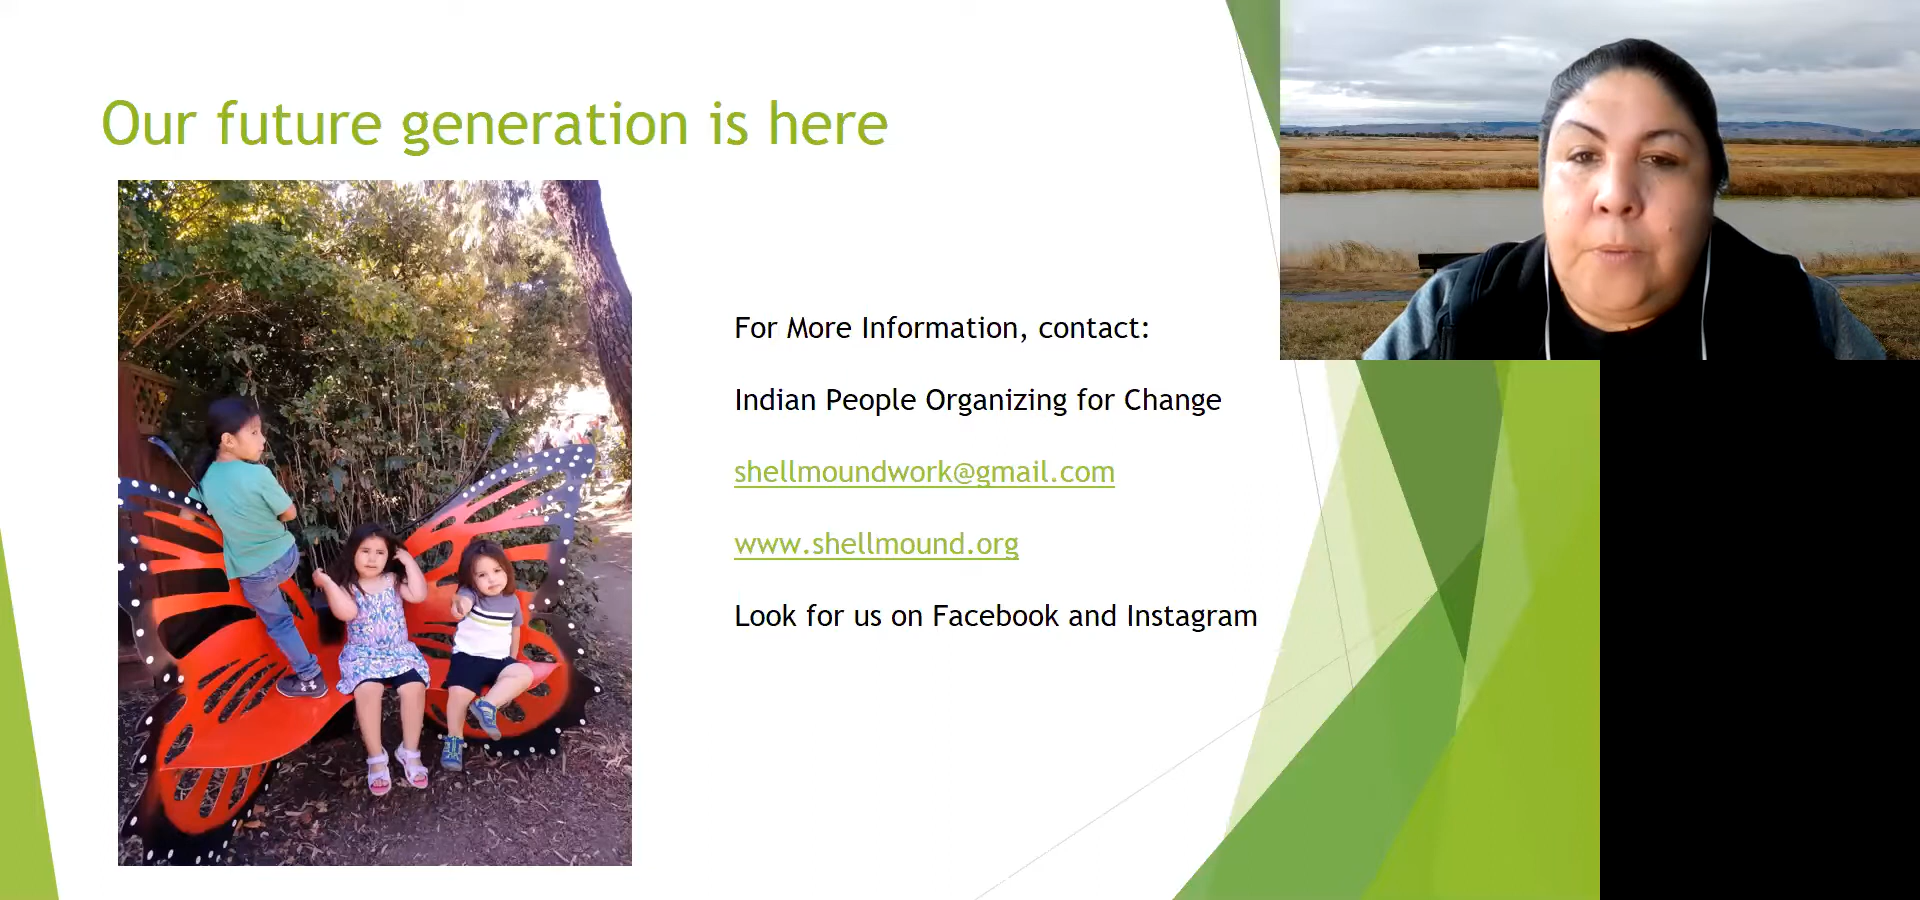 Our future generation is here
For More Information, contact:
Indian People Organizing for Change
shellmoundwork@gmail.com
www.shellmound.org
Look for us on Facebook and Instagram